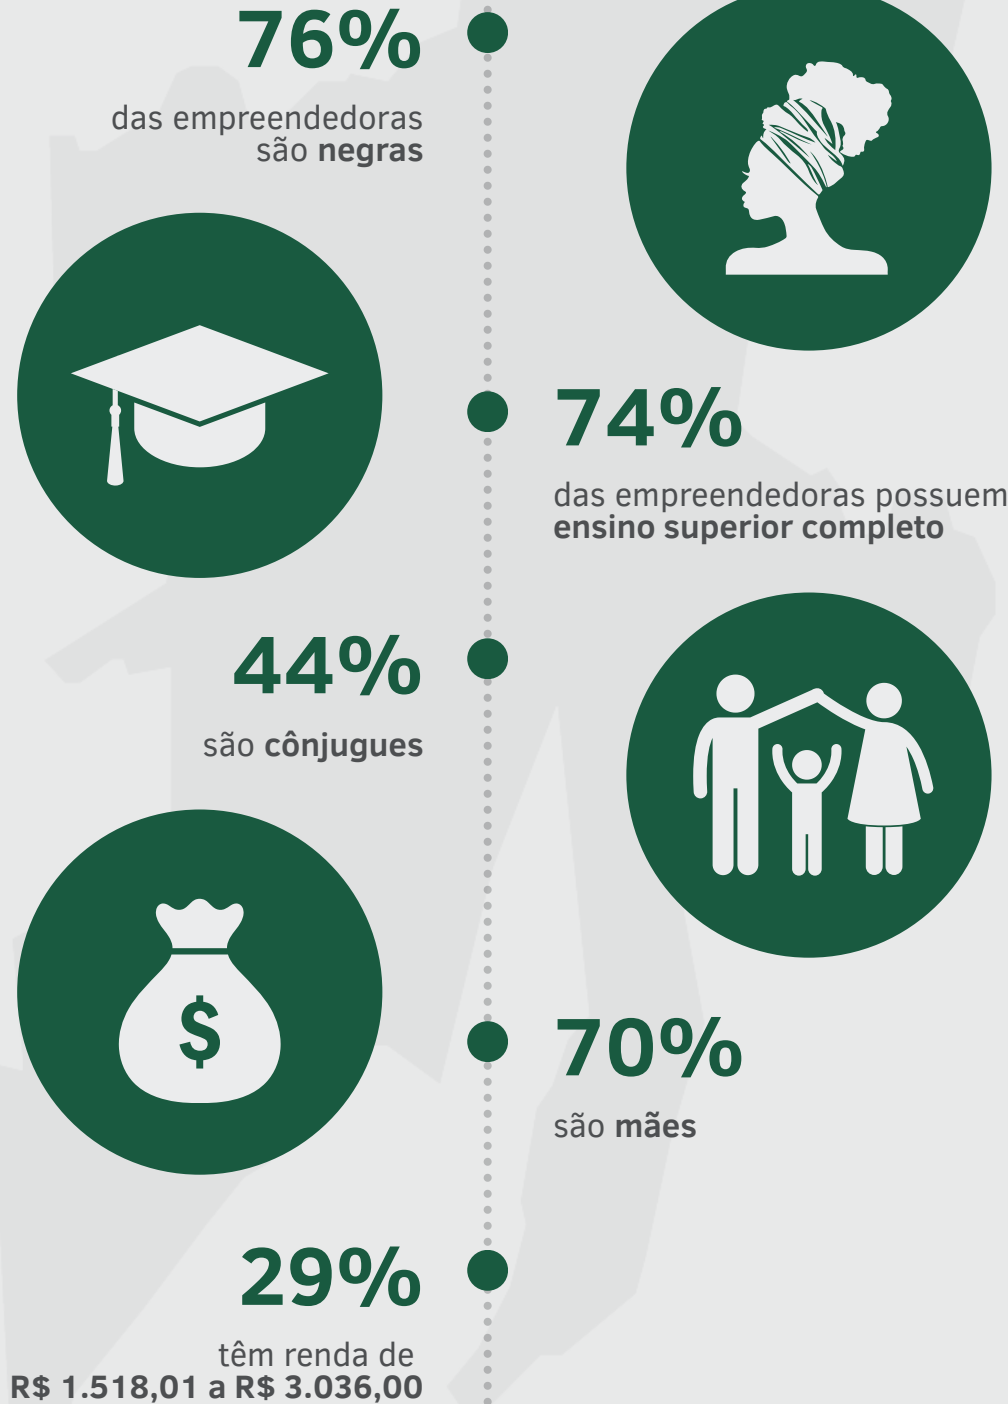 76%
das empreendedoras
são negras
74%
das empreendedoras possuem
ensino superior completo
44%
são cônjugues
$
70%
são mães
29%
têm renda de
R$ 1.518,01 a R$ 3.036,00